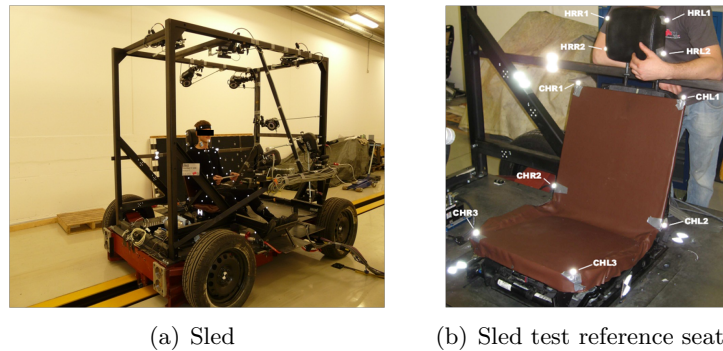 HRR1
HRL1
HRR2
HRL2
CHR1
CHL1
CHR2
CHL2
CHR3
CHL3
(a) Sled
(b) Sled test reference seat